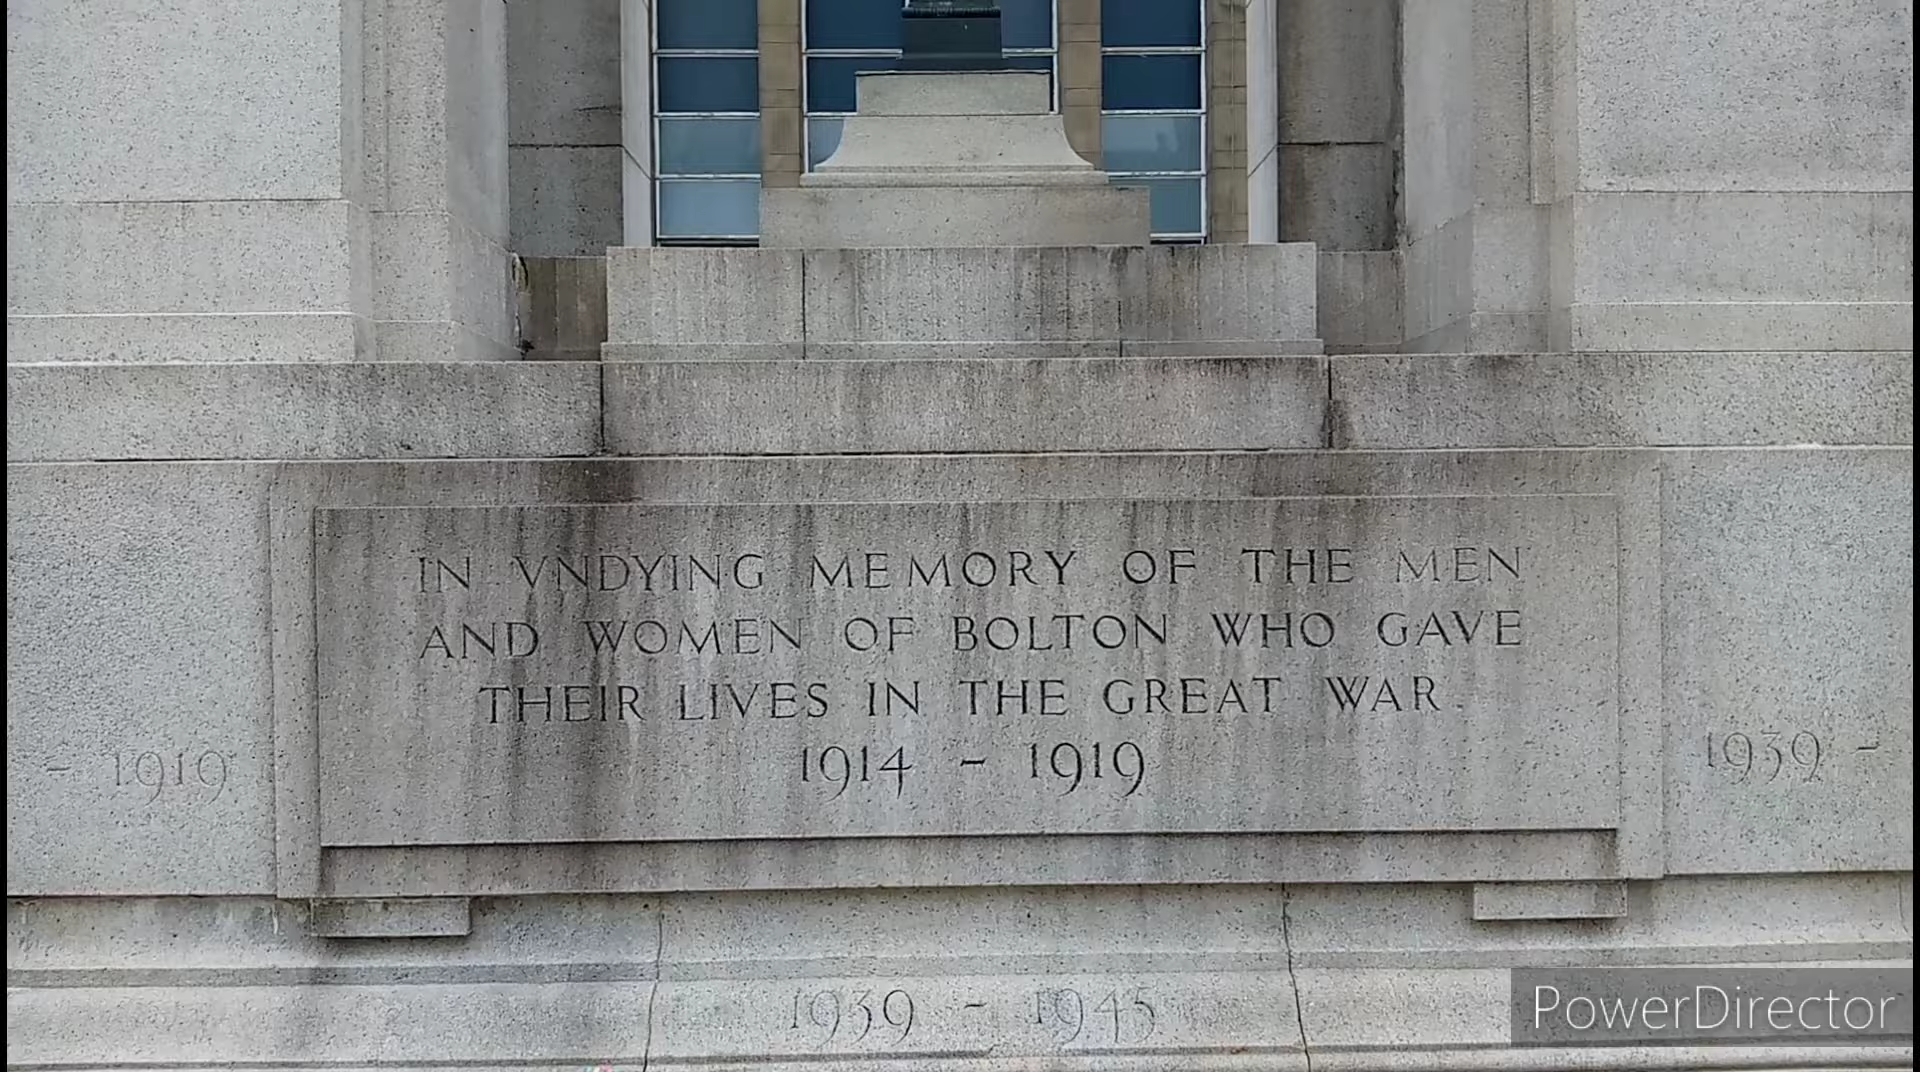 IN VNDYING MEMORY OF THE MEN
AND WOMEN OF BOLTON WHO GAVE
THEIR LIVES IN THE GREAT WAR
1914 - 1919
- 1919
1939 -
1939 - 1945
PowerDirector